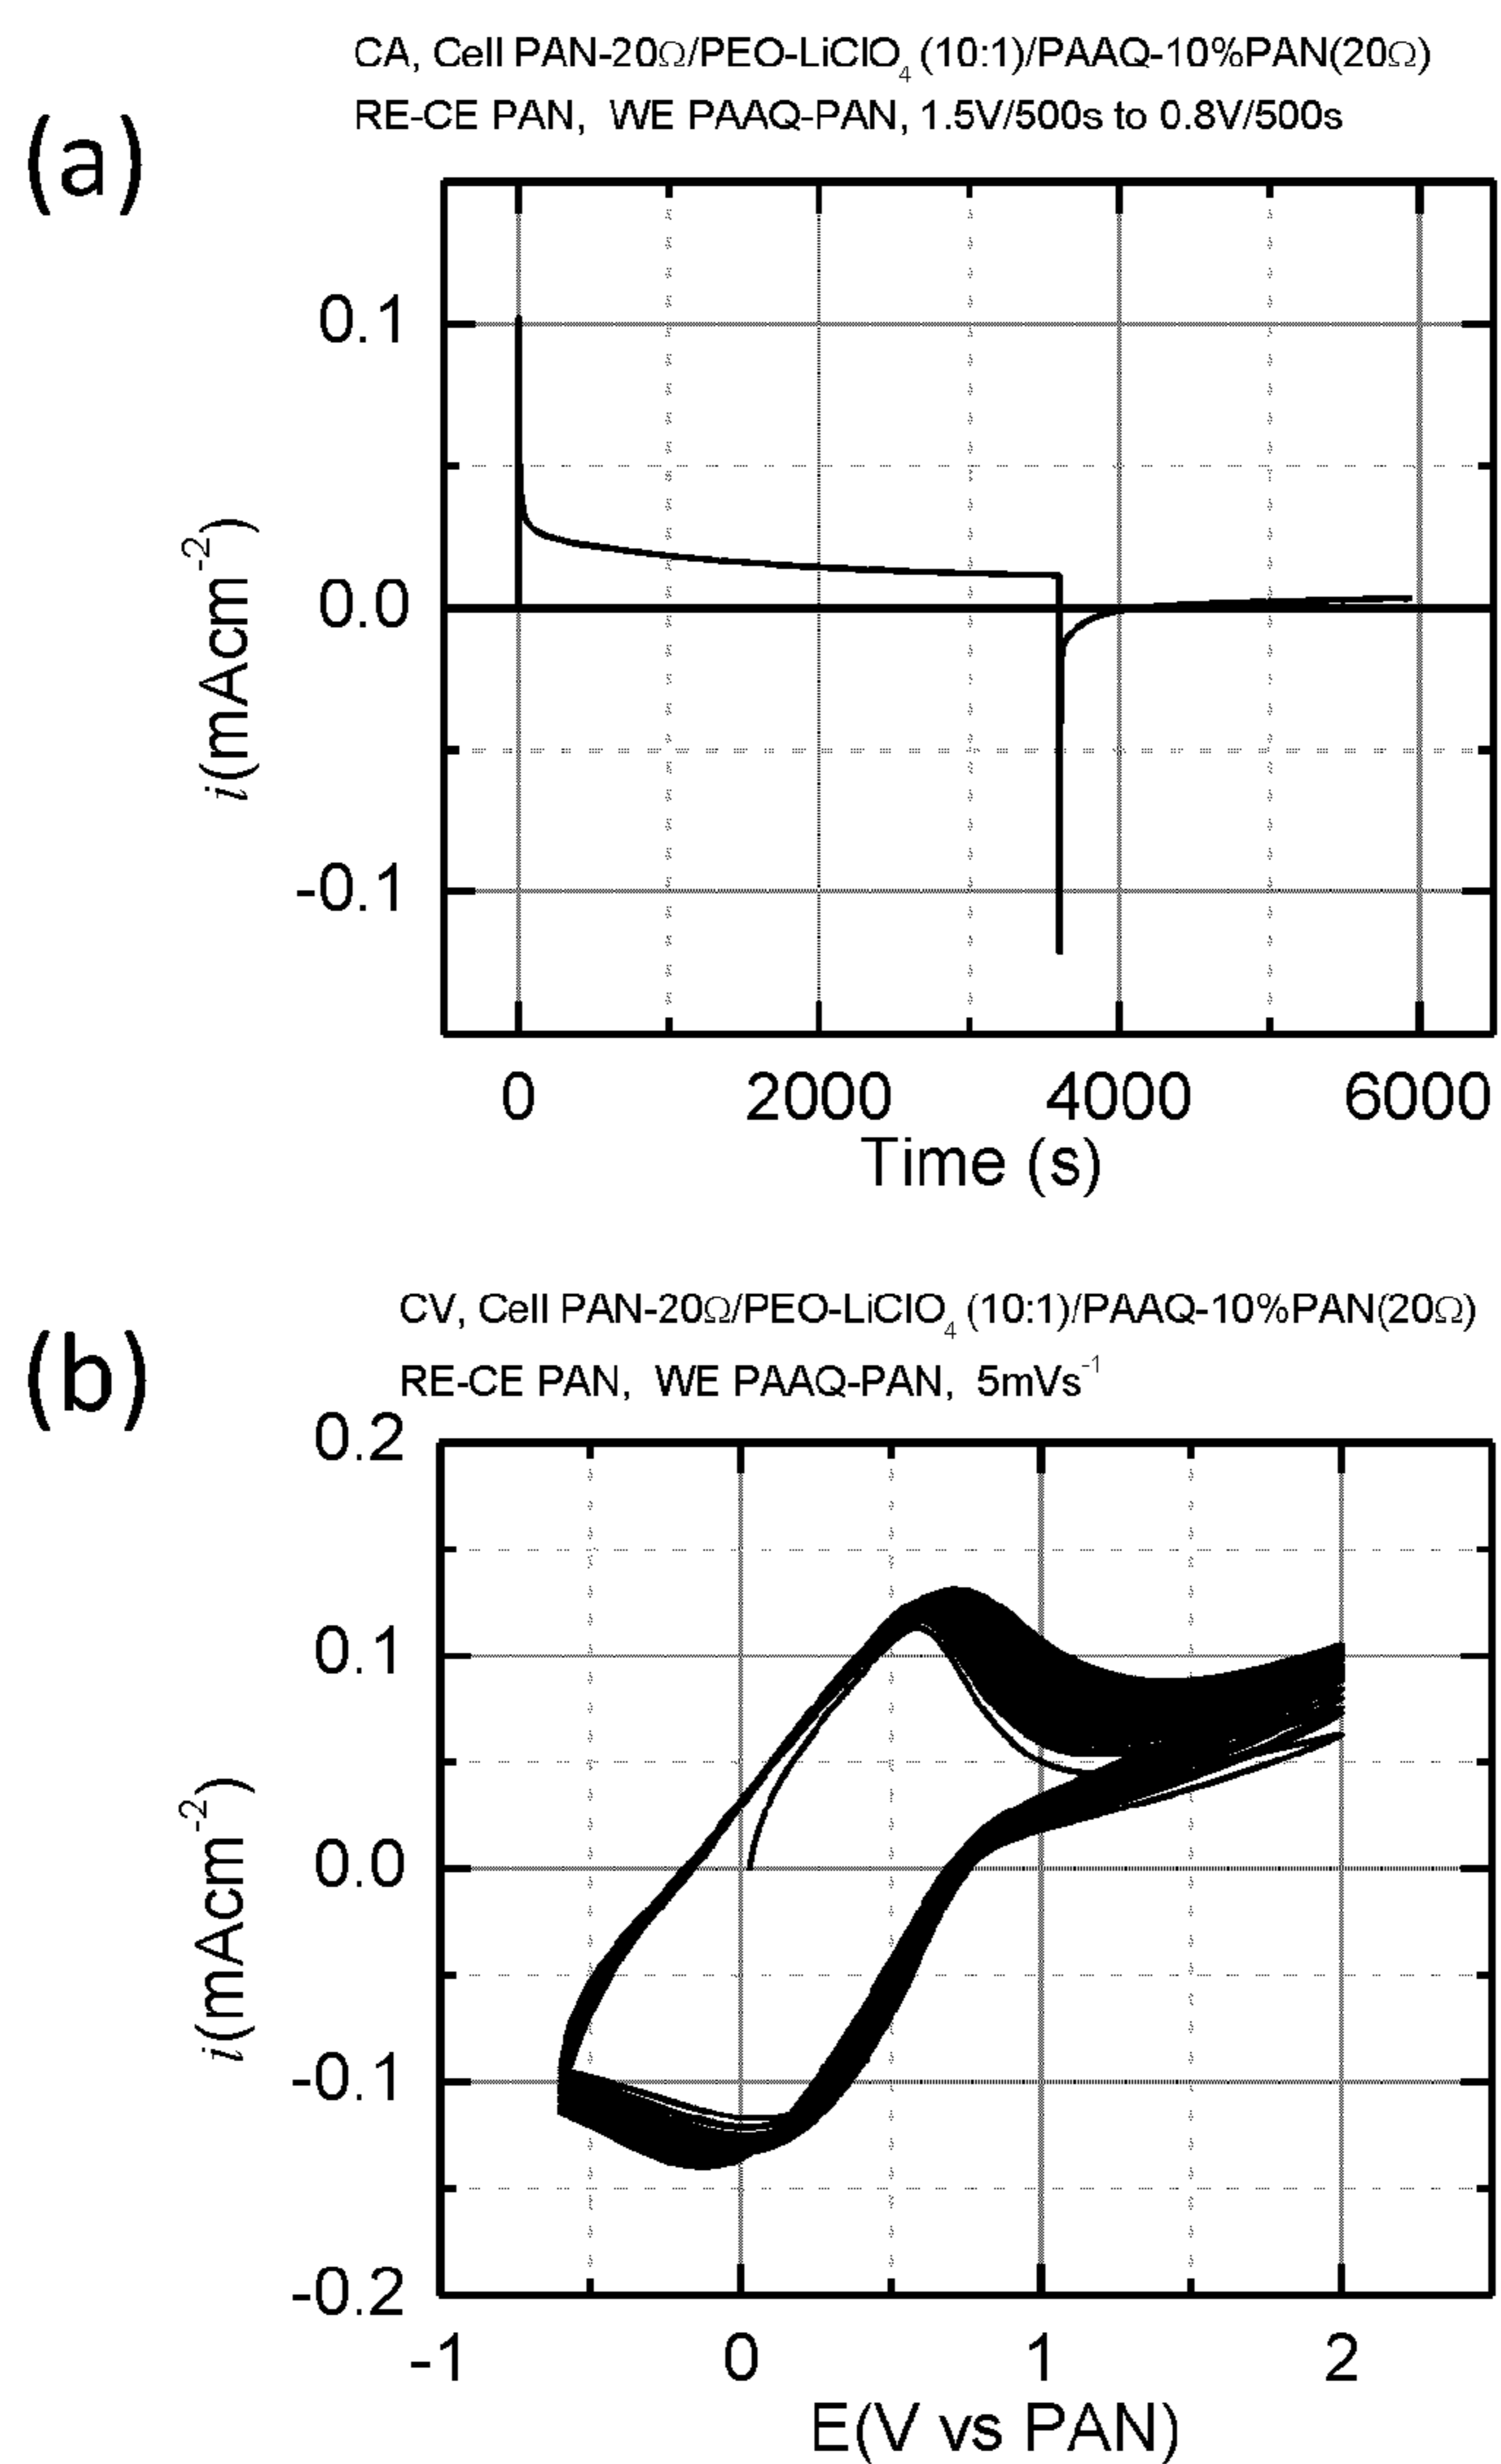 CA, Cell PAN-20Ω/PEO-LiClO₄ (10:1)/PAAQ-10%PAN(20Ω)
RE-CE PAN, WE PAAQ-PAN, 1.5V/500s to 0.8V/500s
(a)
0.1
0.0
-0.1
i(mAcm⁻²)
0 2000 4000 6000
Time (s)
CV, Cell PAN-20Ω/PEO-LiClO₄ (10:1)/PAAQ-10%PAN(20Ω)
(b)
RE-CE PAN, WE PAAQ-PAN, 5mVs⁻¹
0.2
0.1
0.0
-0.1
-0.2
i(mAcm⁻²)
-1 0 1 2
E(V vs PAN)